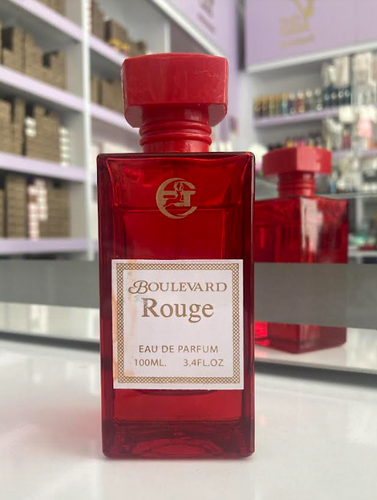 BOULEVARD
Rouge
EAU DE PARFUM
100ML. 3.4FL.OZ